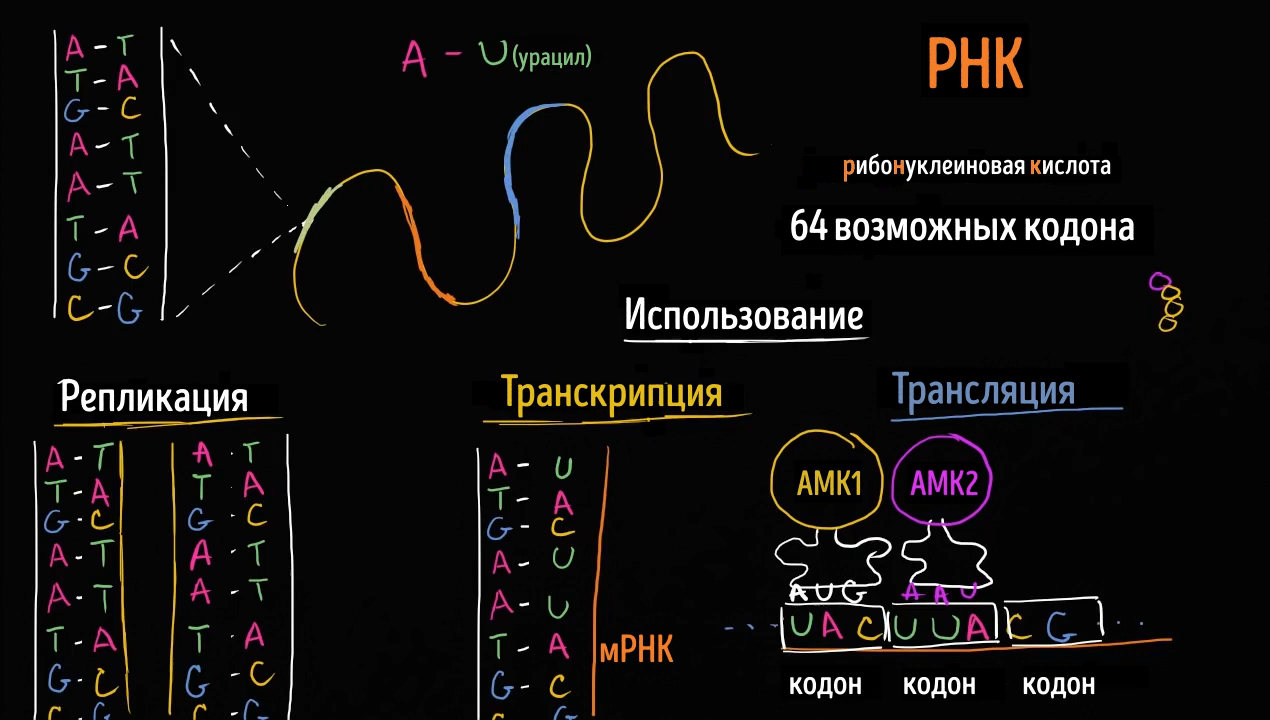 A - T
T - A
G - C
A - T
A - T
T - A
G - C
C - G
A - U (урацил)
РНК
рибонуклеиновая кислота
64 возможных кодона
Использование
Репликация
A - T A · T
T - A T · A
G - C G · C
A - T A · T
A - T A · T
T - A T · A
G - C G · C
C - G C · G
Транскрипция
A - U
T - A
G - C
A - U
A - U
T - A
G - C
C - G
мРНК
Трансляция
АМК1 АМК2
AUG AAU
··· UAC UUA CG ···
кодон кодон кодон